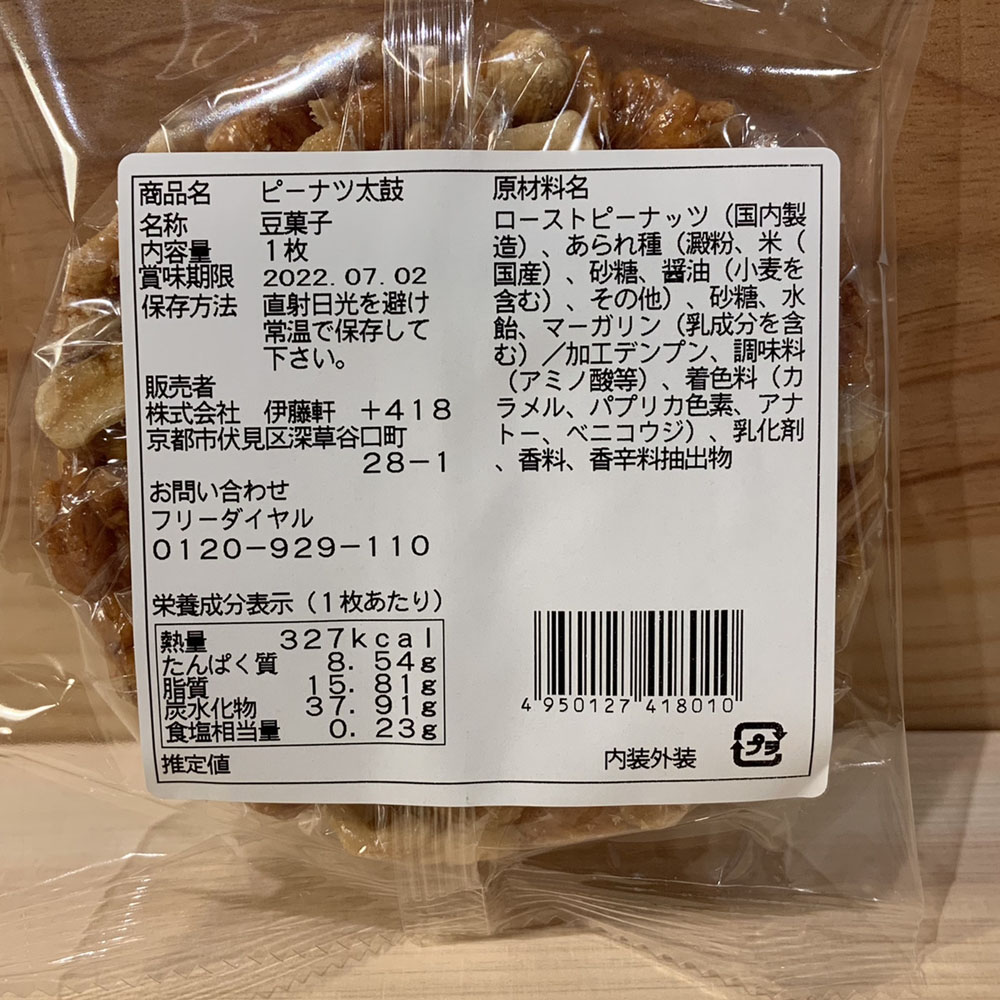 商品名 ピーナツ太鼓
名称 豆菓子
内容量 1枚
賞味期限 2022.07.02
保存方法 直射日光を避け
常温で保存して
下さい。
販売者
株式会社 伊藤軒 +418
京都市伏見区深草谷口町
28-1
お問い合わせ
フリーダイヤル
0120-929-110
栄養成分表示(1枚あたり)
熱量 327kcal
たんぱく質 8.54g
脂質 15.81g
炭水化物 37.91g
食塩相当量 0.23g
推定値
原材料名
ローストピーナッツ(国内製
造)、あられ種(澱粉、米(
国産)、砂糖、醤油(小麦を
含む)、その他)、砂糖、水
飴、マーガリン(乳成分を含
む)/加工デンプン、調味料
(アミノ酸等)、着色料(カ
ラメル、パプリカ色素、アナ
トー、ベニコウジ)、乳化剤
、香料、香辛料抽出物
4 950127 418010
内装外装 プラ